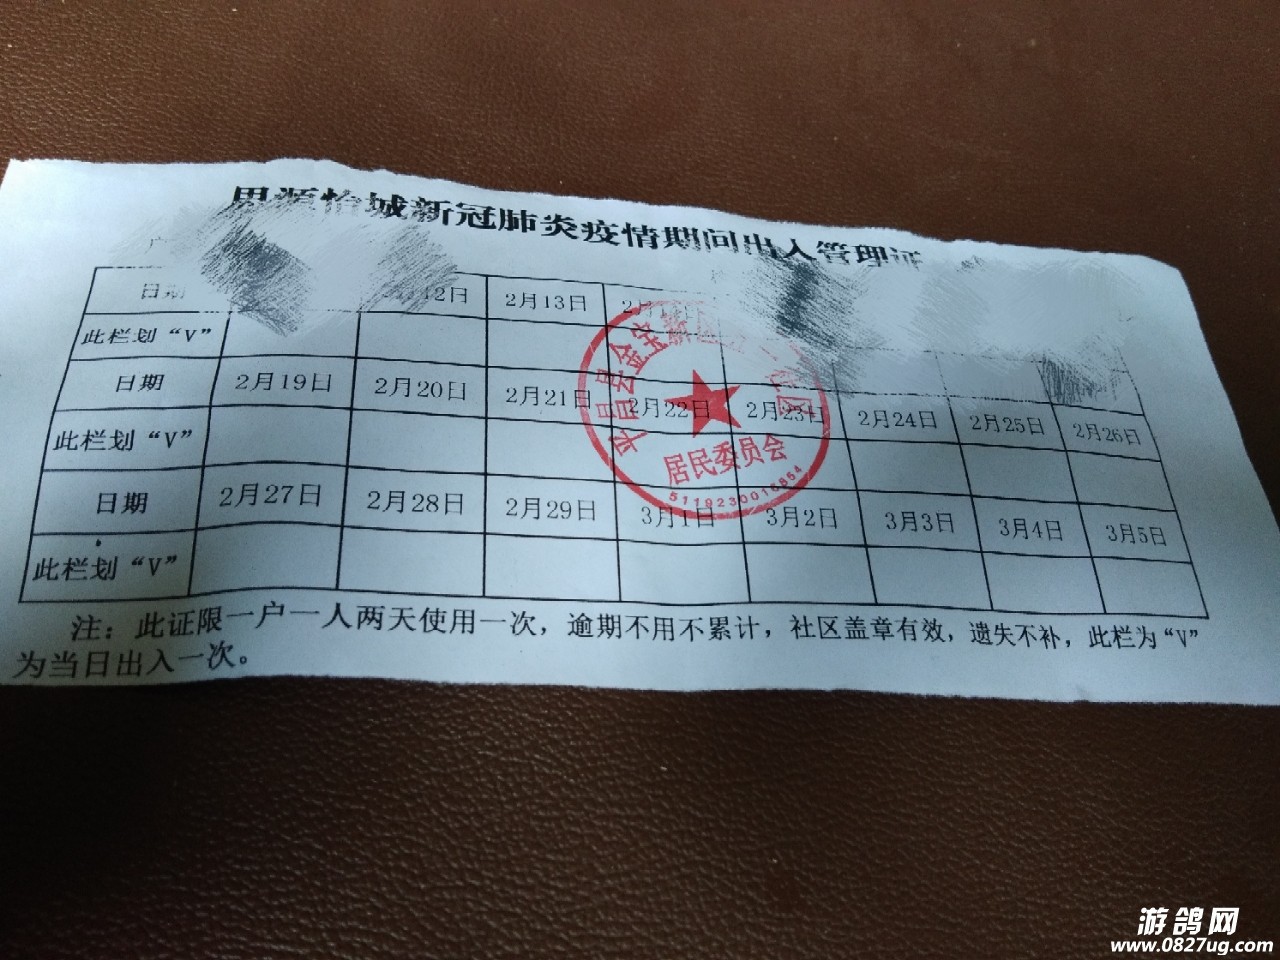 思源怡城新冠肺炎疫情期间出入管理证
日期 2月13日
此栏划“V”
日期 2月19日 2月20日 2月21日 2月22日 2月23日 2月24日 2月25日 2月26日
此栏划“V”
日期 2月27日 2月28日 2月29日 3月1日 3月2日 3月3日 3月4日 3月5日
此栏划“V”
平昌县金宝新区
居民委员会
注：此证限一户一人两天使用一次，逾期不用不累计，社区盖章有效，遗失不补，此栏为“V”
为当日出入一次。
游鸽网
www.0827ug.com